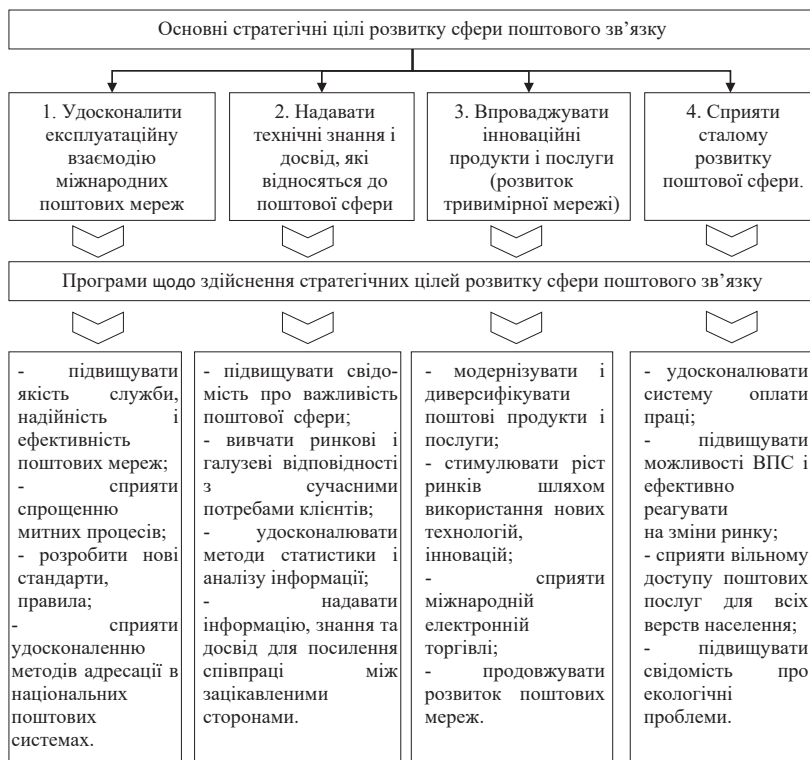 Основні стратегічні цілі розвитку сфери поштового зв’язку
1. Удосконалити
експлуатаційну
взаємодію
міжнародних
поштових мереж
2. Надавати
технічні знання і
досвід, які
відносяться до
поштової сфери
3. Впроваджувати
інноваційні
продукти і послуги
(розвиток
тривимірної мережі)
4. Сприяти
сталому
розвитку
поштової сфери.
Програми щодо здійснення стратегічних цілей розвитку сфери поштового зв’язку
- підвищувати
якість служби,
надійність і
ефективність
поштових мереж;
- сприяти
спрощенню
митних процесів;
- розробити нові
стандарти,
правила;
- сприяти
удосконаленню
методів адресації в
національних
поштових
системах.
- підвищувати свідо-
мість про важливість
поштової сфери;
- вивчати ринкові і
галузеві відповідності
з сучасними
потребами клієнтів;
- удосконалювати
методи статистики і
аналізу інформації;
- надавати
інформацію, знання та
досвід для посилення
співпраці між
зацікавленими
сторонами.
- модернізувати і
диверсифікувати
поштові продукти і
послуги;
- стимулювати ріст
ринків шляхом
використання нових
технологій,
інновацій;
- сприяти
міжнародній
електронній
торгівлі;
- продовжувати
розвиток поштових
мереж.
- удосконалювати
систему оплати
праці;
- підвищувати
можливості ВПС і
ефективно
реагувати
на зміни ринку;
- сприяти вільному
доступу поштових
послуг для всіх
верств населення;
- підвищувати
свідомість про
екологічні
проблеми.